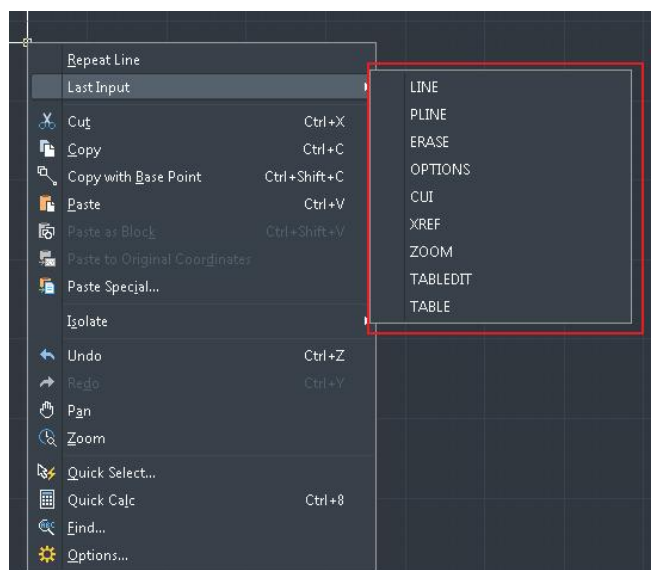 Repeat Line
Last Input
Cut Ctrl+X
Copy Ctrl+C
Copy with Base Point Ctrl+Shift+C
Paste Ctrl+V
Paste as Block Ctrl+Shift+V
Paste to Original Coordinates
Paste Special...
Isolate
Undo Ctrl+Z
Redo Ctrl+Y
Pan
Zoom
Quick Select...
Quick Calc Ctrl+8
Find...
Options...
LINE
PLINE
ERASE
OPTIONS
CUI
XREF
ZOOM
TABLEDIT
TABLE